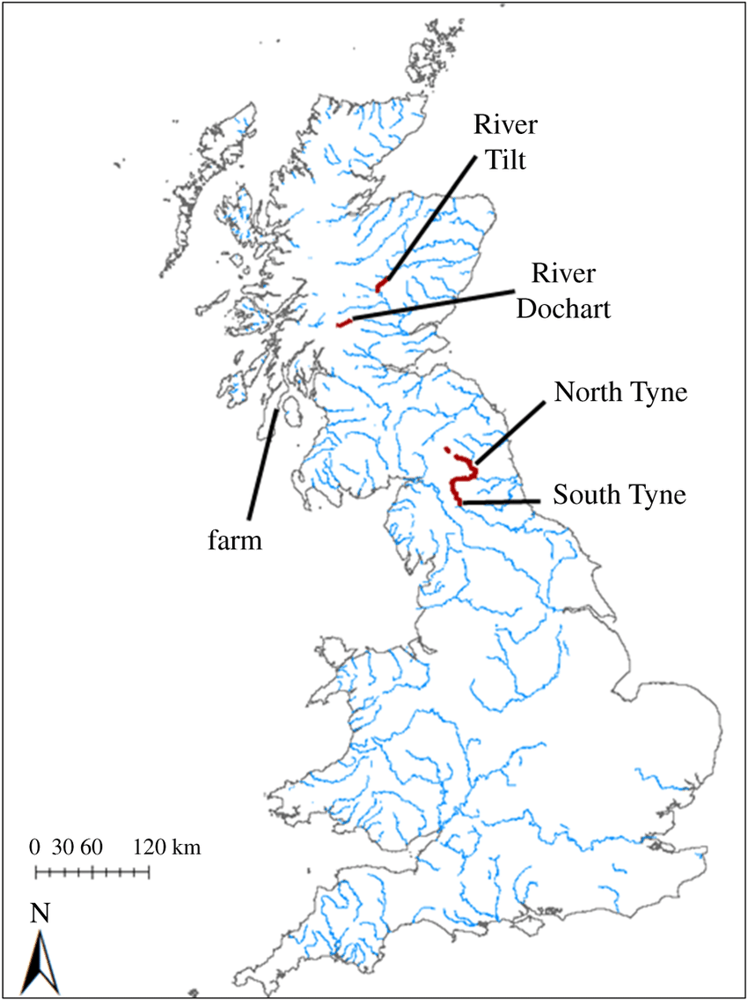 River
Tilt
River
Dochart
North Tyne
South Tyne
farm
0 30 60 120 km
N